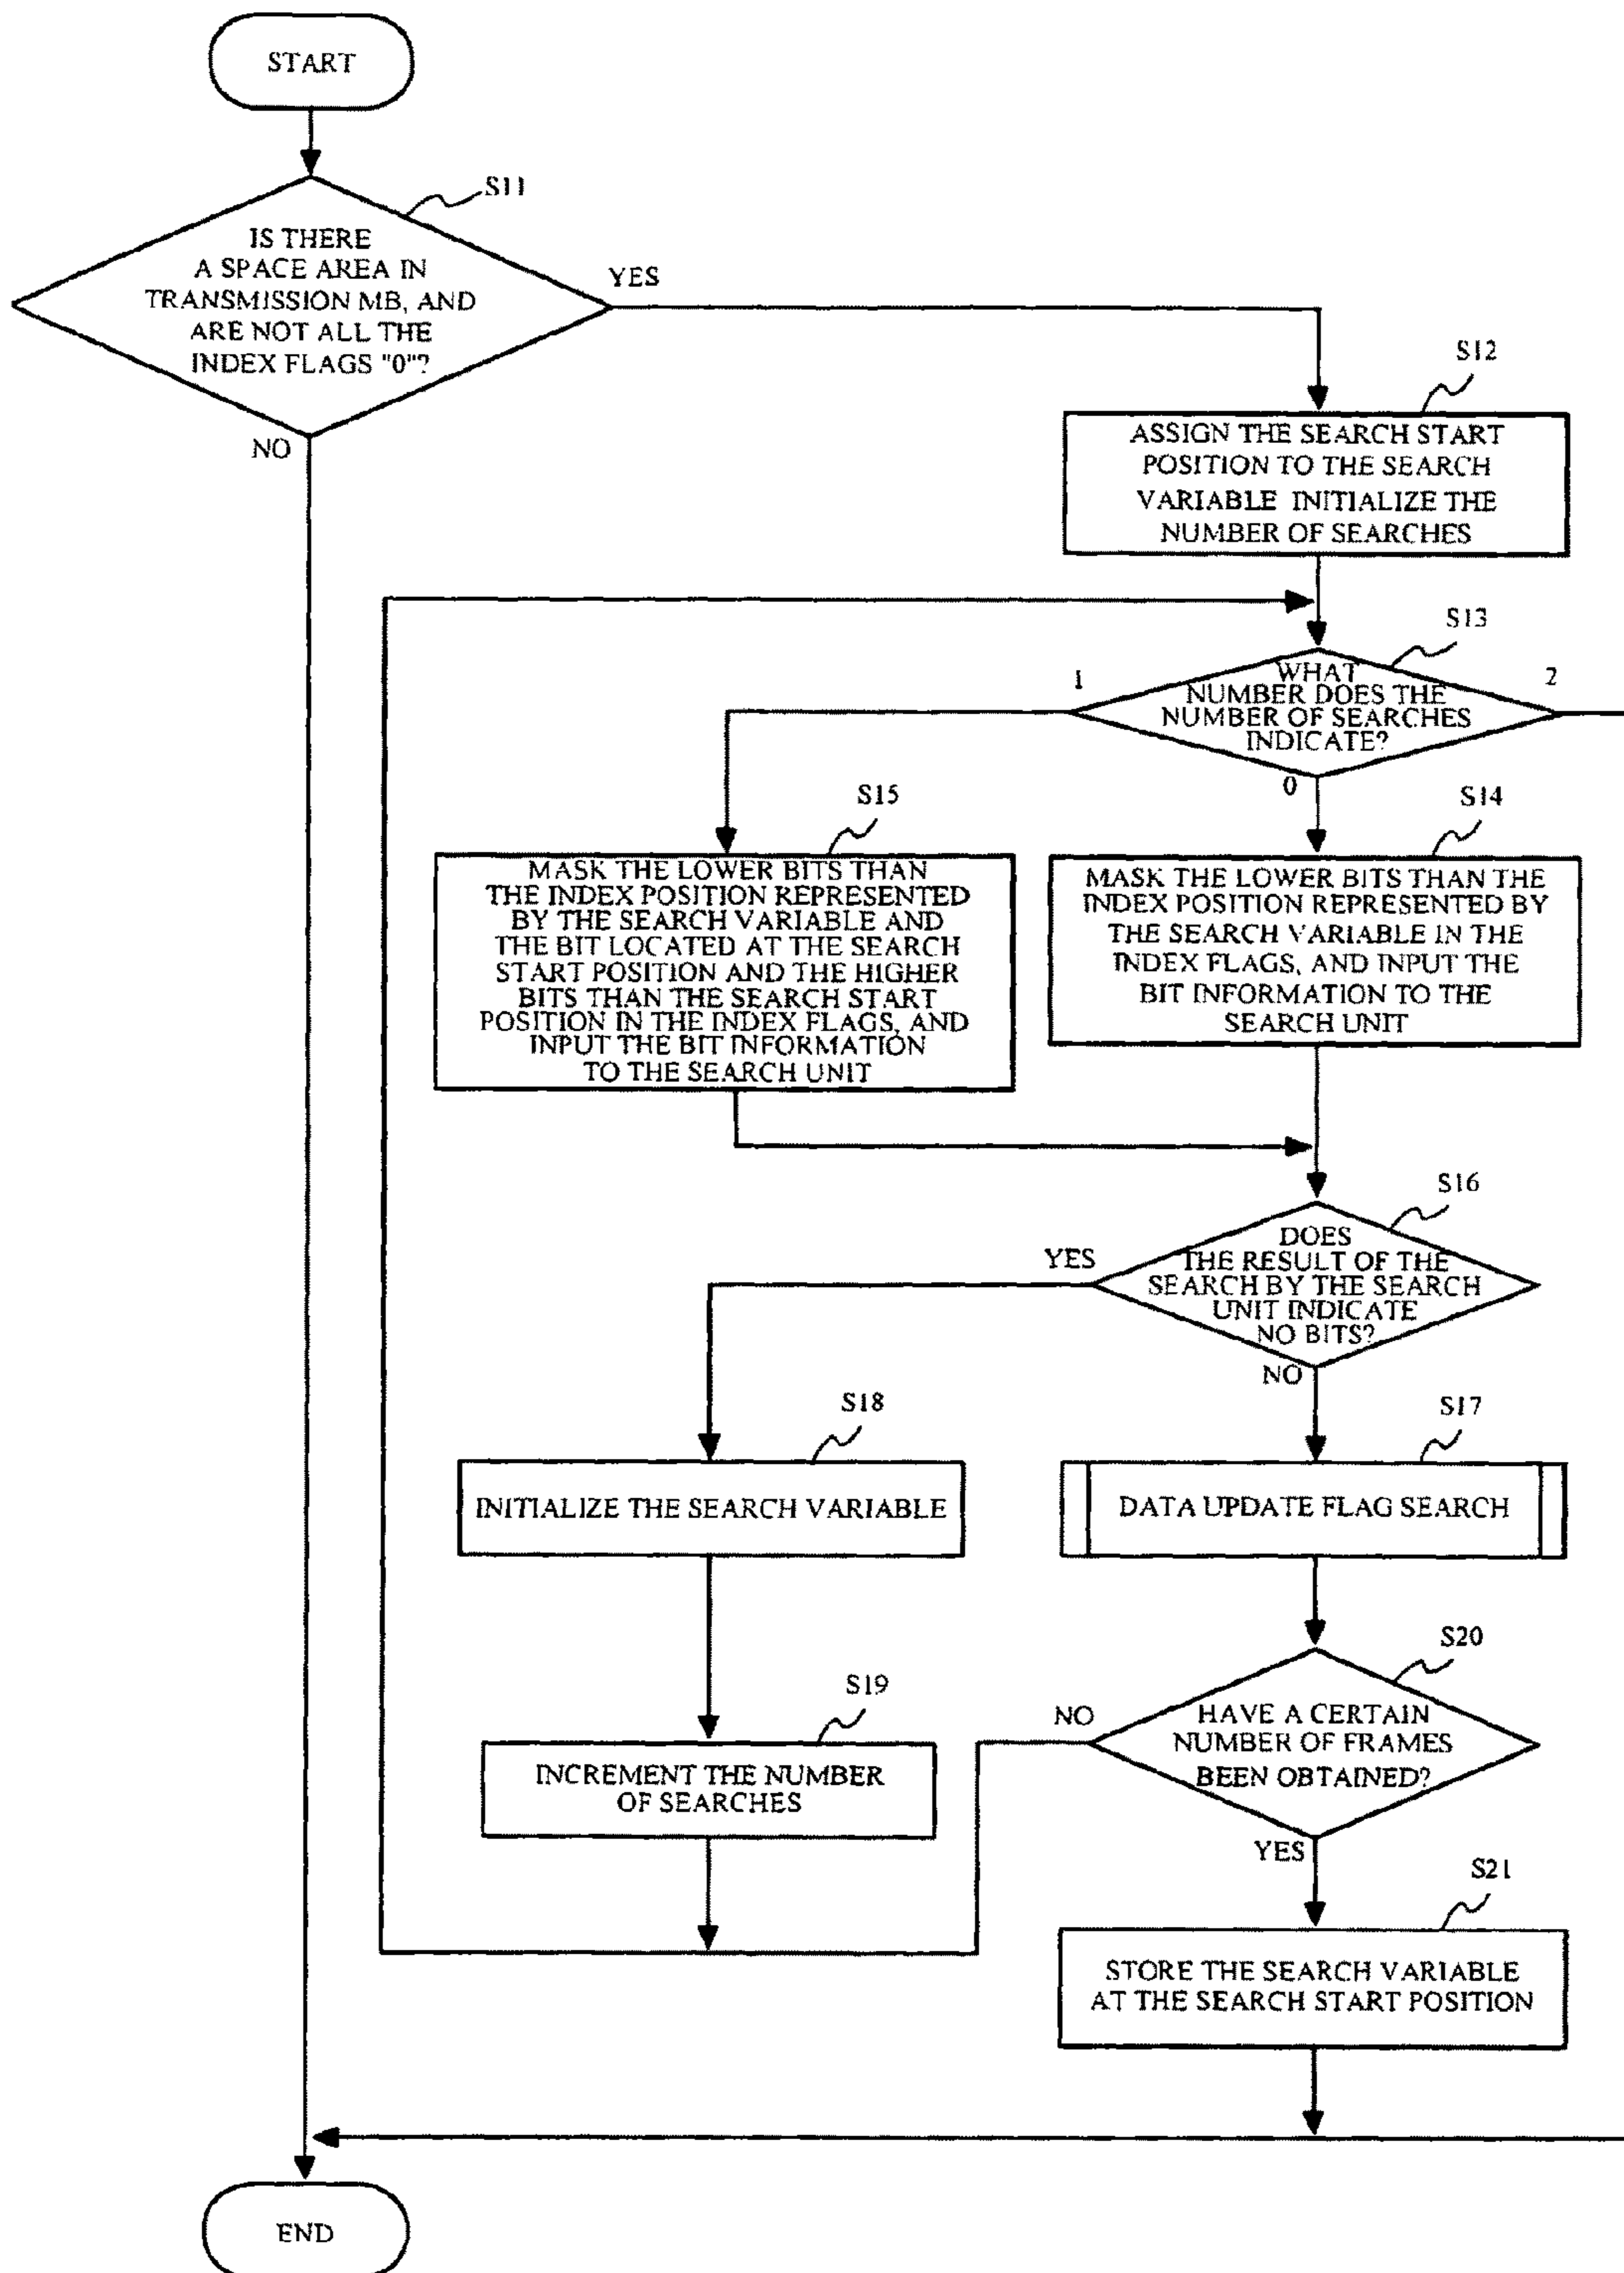 START
S11
IS THERE
A SPACE AREA IN
TRANSMISSION MB, AND
ARE NOT ALL THE
INDEX FLAGS "0"?
YES
NO
S12
ASSIGN THE SEARCH START
POSITION TO THE SEARCH
VARIABLE INITIALIZE THE
NUMBER OF SEARCHES
S13
WHAT
NUMBER DOES THE
NUMBER OF SEARCHES
INDICATE?
1
2
0
S15
MASK THE LOWER BITS THAN
THE INDEX POSITION REPRESENTED
BY THE SEARCH VARIABLE AND
THE BIT LOCATED AT THE SEARCH
START POSITION AND THE HIGHER
BITS THAN THE SEARCH START
POSITION IN THE INDEX FLAGS, AND
INPUT THE BIT INFORMATION
TO THE SEARCH UNIT
S14
MASK THE LOWER BITS THAN THE
INDEX POSITION REPRESENTED BY
THE SEARCH VARIABLE IN THE
INDEX FLAGS, AND INPUT THE
BIT INFORMATION TO THE
SEARCH UNIT
S16
DOES
THE RESULT OF THE
SEARCH BY THE SEARCH
UNIT INDICATE
NO BITS?
YES
NO
S18
INITIALIZE THE SEARCH VARIABLE
S17
DATA UPDATE FLAG SEARCH
S19
INCREMENT THE NUMBER
OF SEARCHES
S20
HAVE A CERTAIN
NUMBER OF FRAMES
BEEN OBTAINED?
NO
YES
S21
STORE THE SEARCH VARIABLE
AT THE SEARCH START POSITION
END